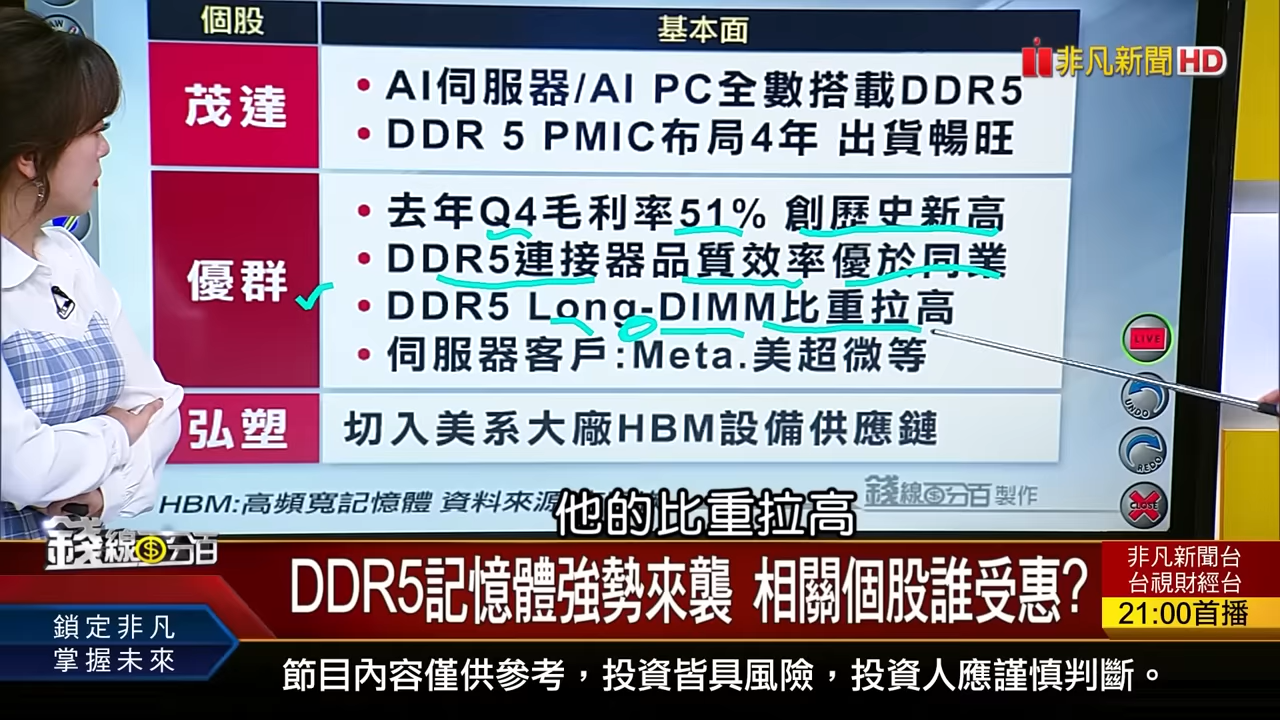 個股 基本面
非凡新聞HD
茂達
• AI伺服器/AI PC全數搭載DDR5
• DDR 5 PMIC布局4年 出貨暢旺
優群
• 去年Q4毛利率51% 創歷史新高
• DDR5連接器品質效率優於同業
• DDR5 Long-DIMM比重拉高
• 伺服器客戶:Meta.美超微等
弘塑
切入美系大廠HBM設備供應鏈
LIVE
UNDO
REDO
CLOSE
HBM:高頻寬記憶體 資料來源
錢線百分百製作
他的比重拉高
錢線百分百
DDR5記憶體強勢來襲 相關個股誰受惠?
非凡新聞台
台視財經台
21:00首播
鎖定非凡
掌握未來
節目內容僅供參考，投資皆具風險，投資人應謹慎判斷。